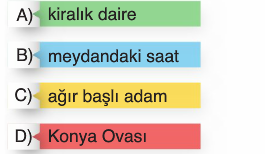 A) kiralık daire
B) meydandaki saat
C) ağır başlı adam
D) Konya Ovası